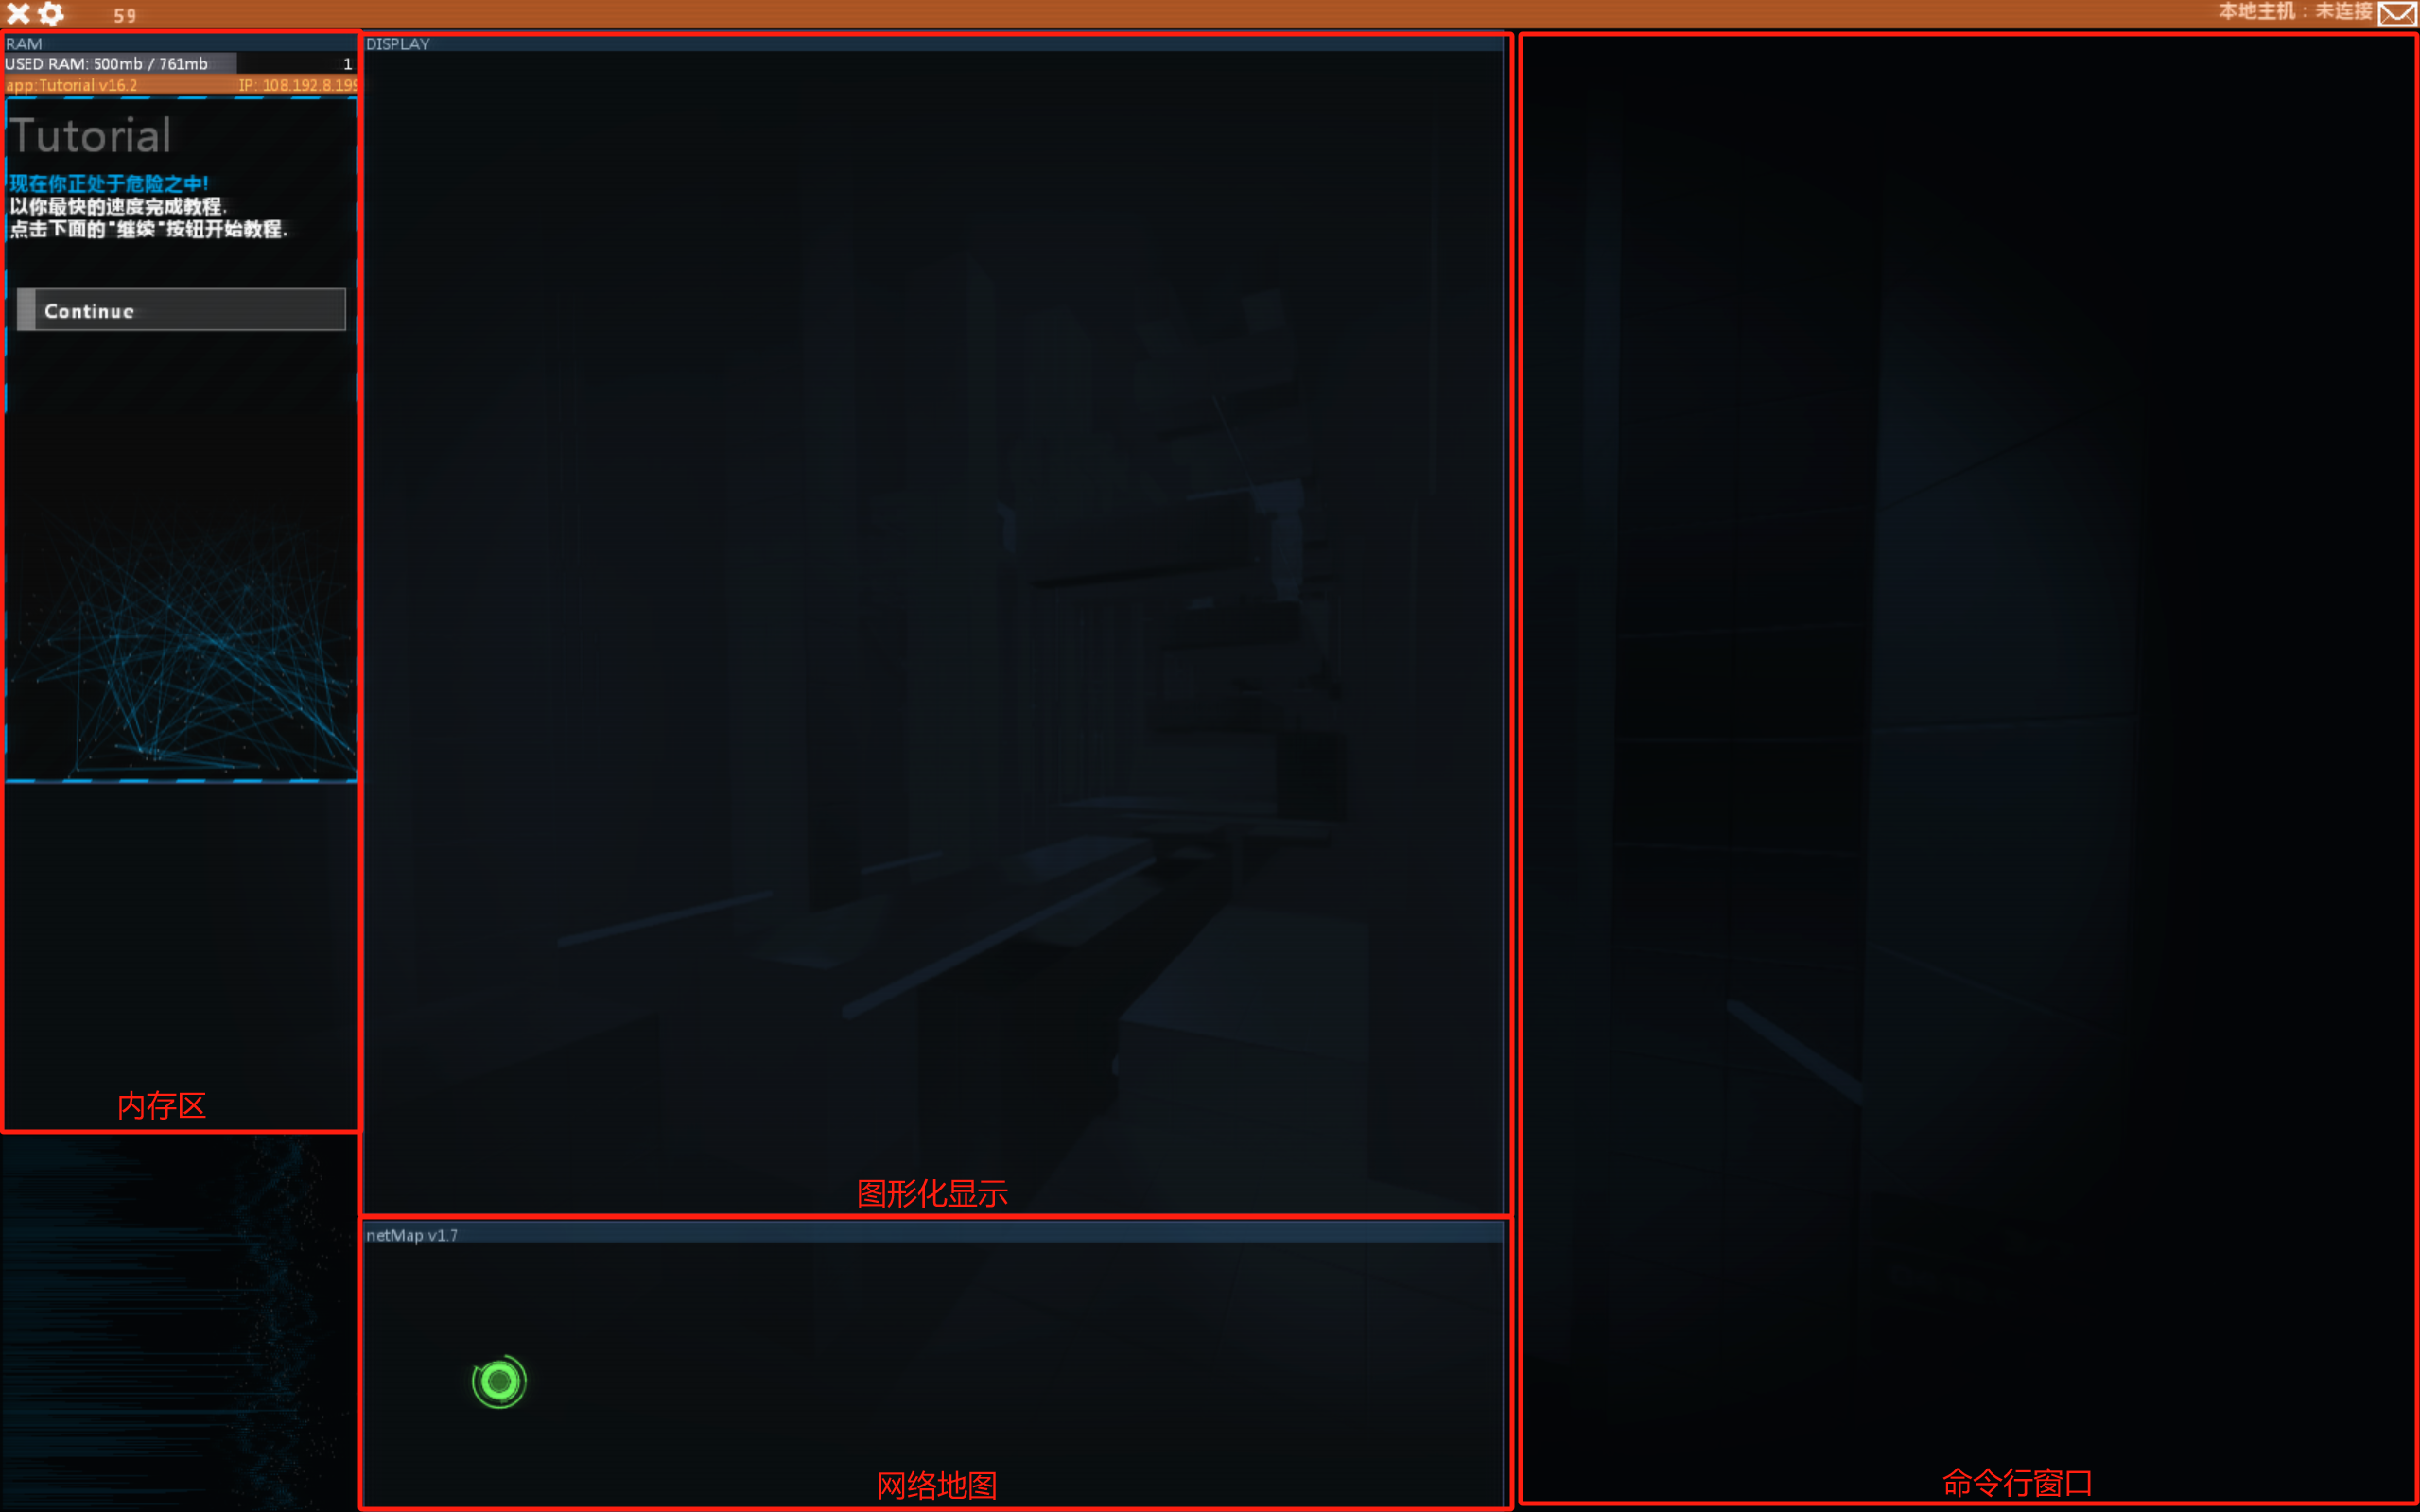 59
本地主机：未连接
RAM
USED RAM: 500mb / 761mb 1
app:Tutorial v16.2 IP: 108.192.8.199
Tutorial
现在你正处于危险之中!
以你最快的速度完成教程.
点击下面的"继续"按钮开始教程.
Continue
内存区
DISPLAY
图形化显示
netMap v1.7
网络地图
命令行窗口